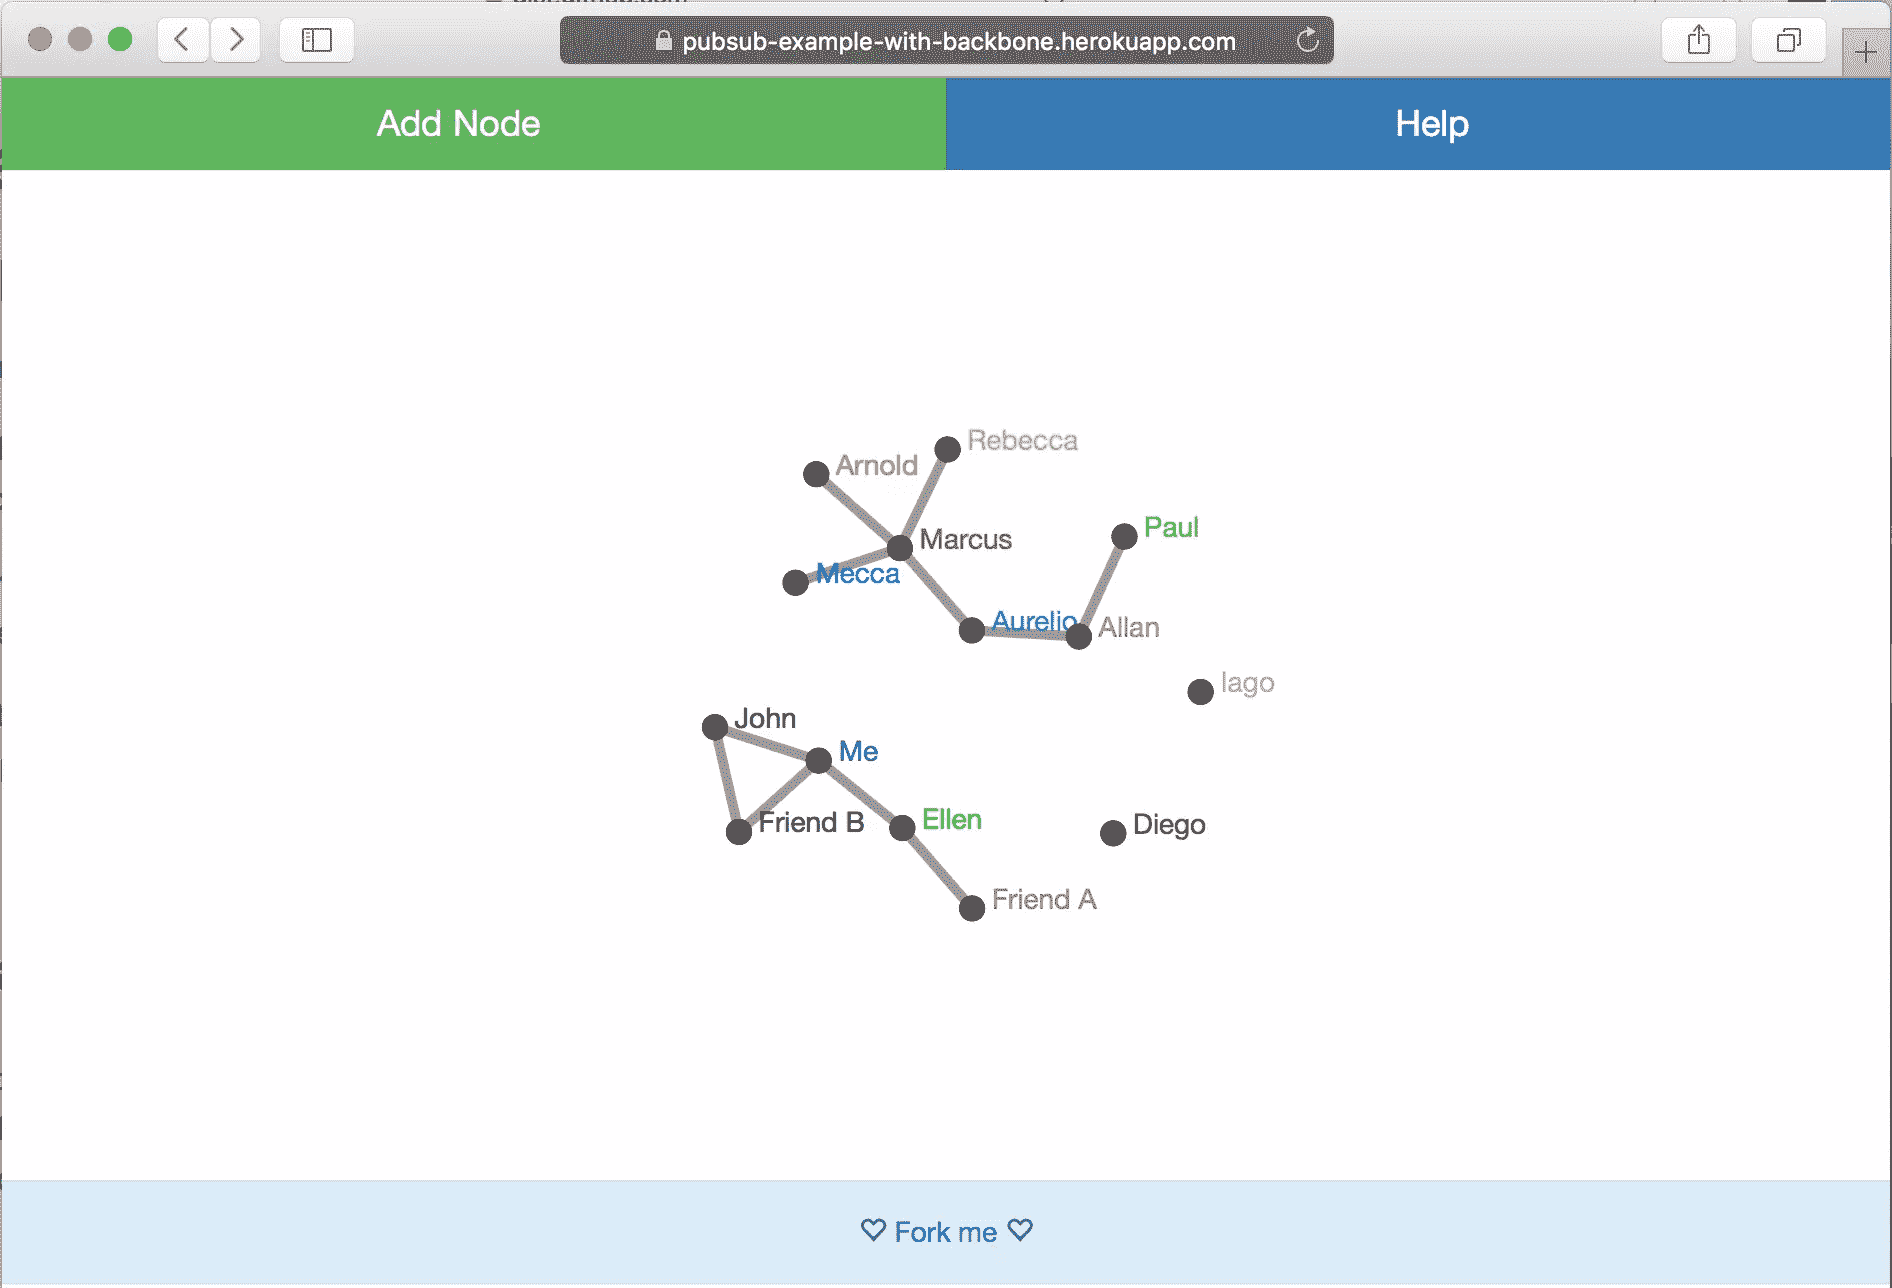 pubsub-example-with-backbone.herokuapp.com
Add Node
Help
Rebecca
Arnold
Paul
Marcus
Mecca
Aurelio
Allan
Iago
John
Me
Friend B
Ellen
Diego
Friend A
♡ Fork me ♡